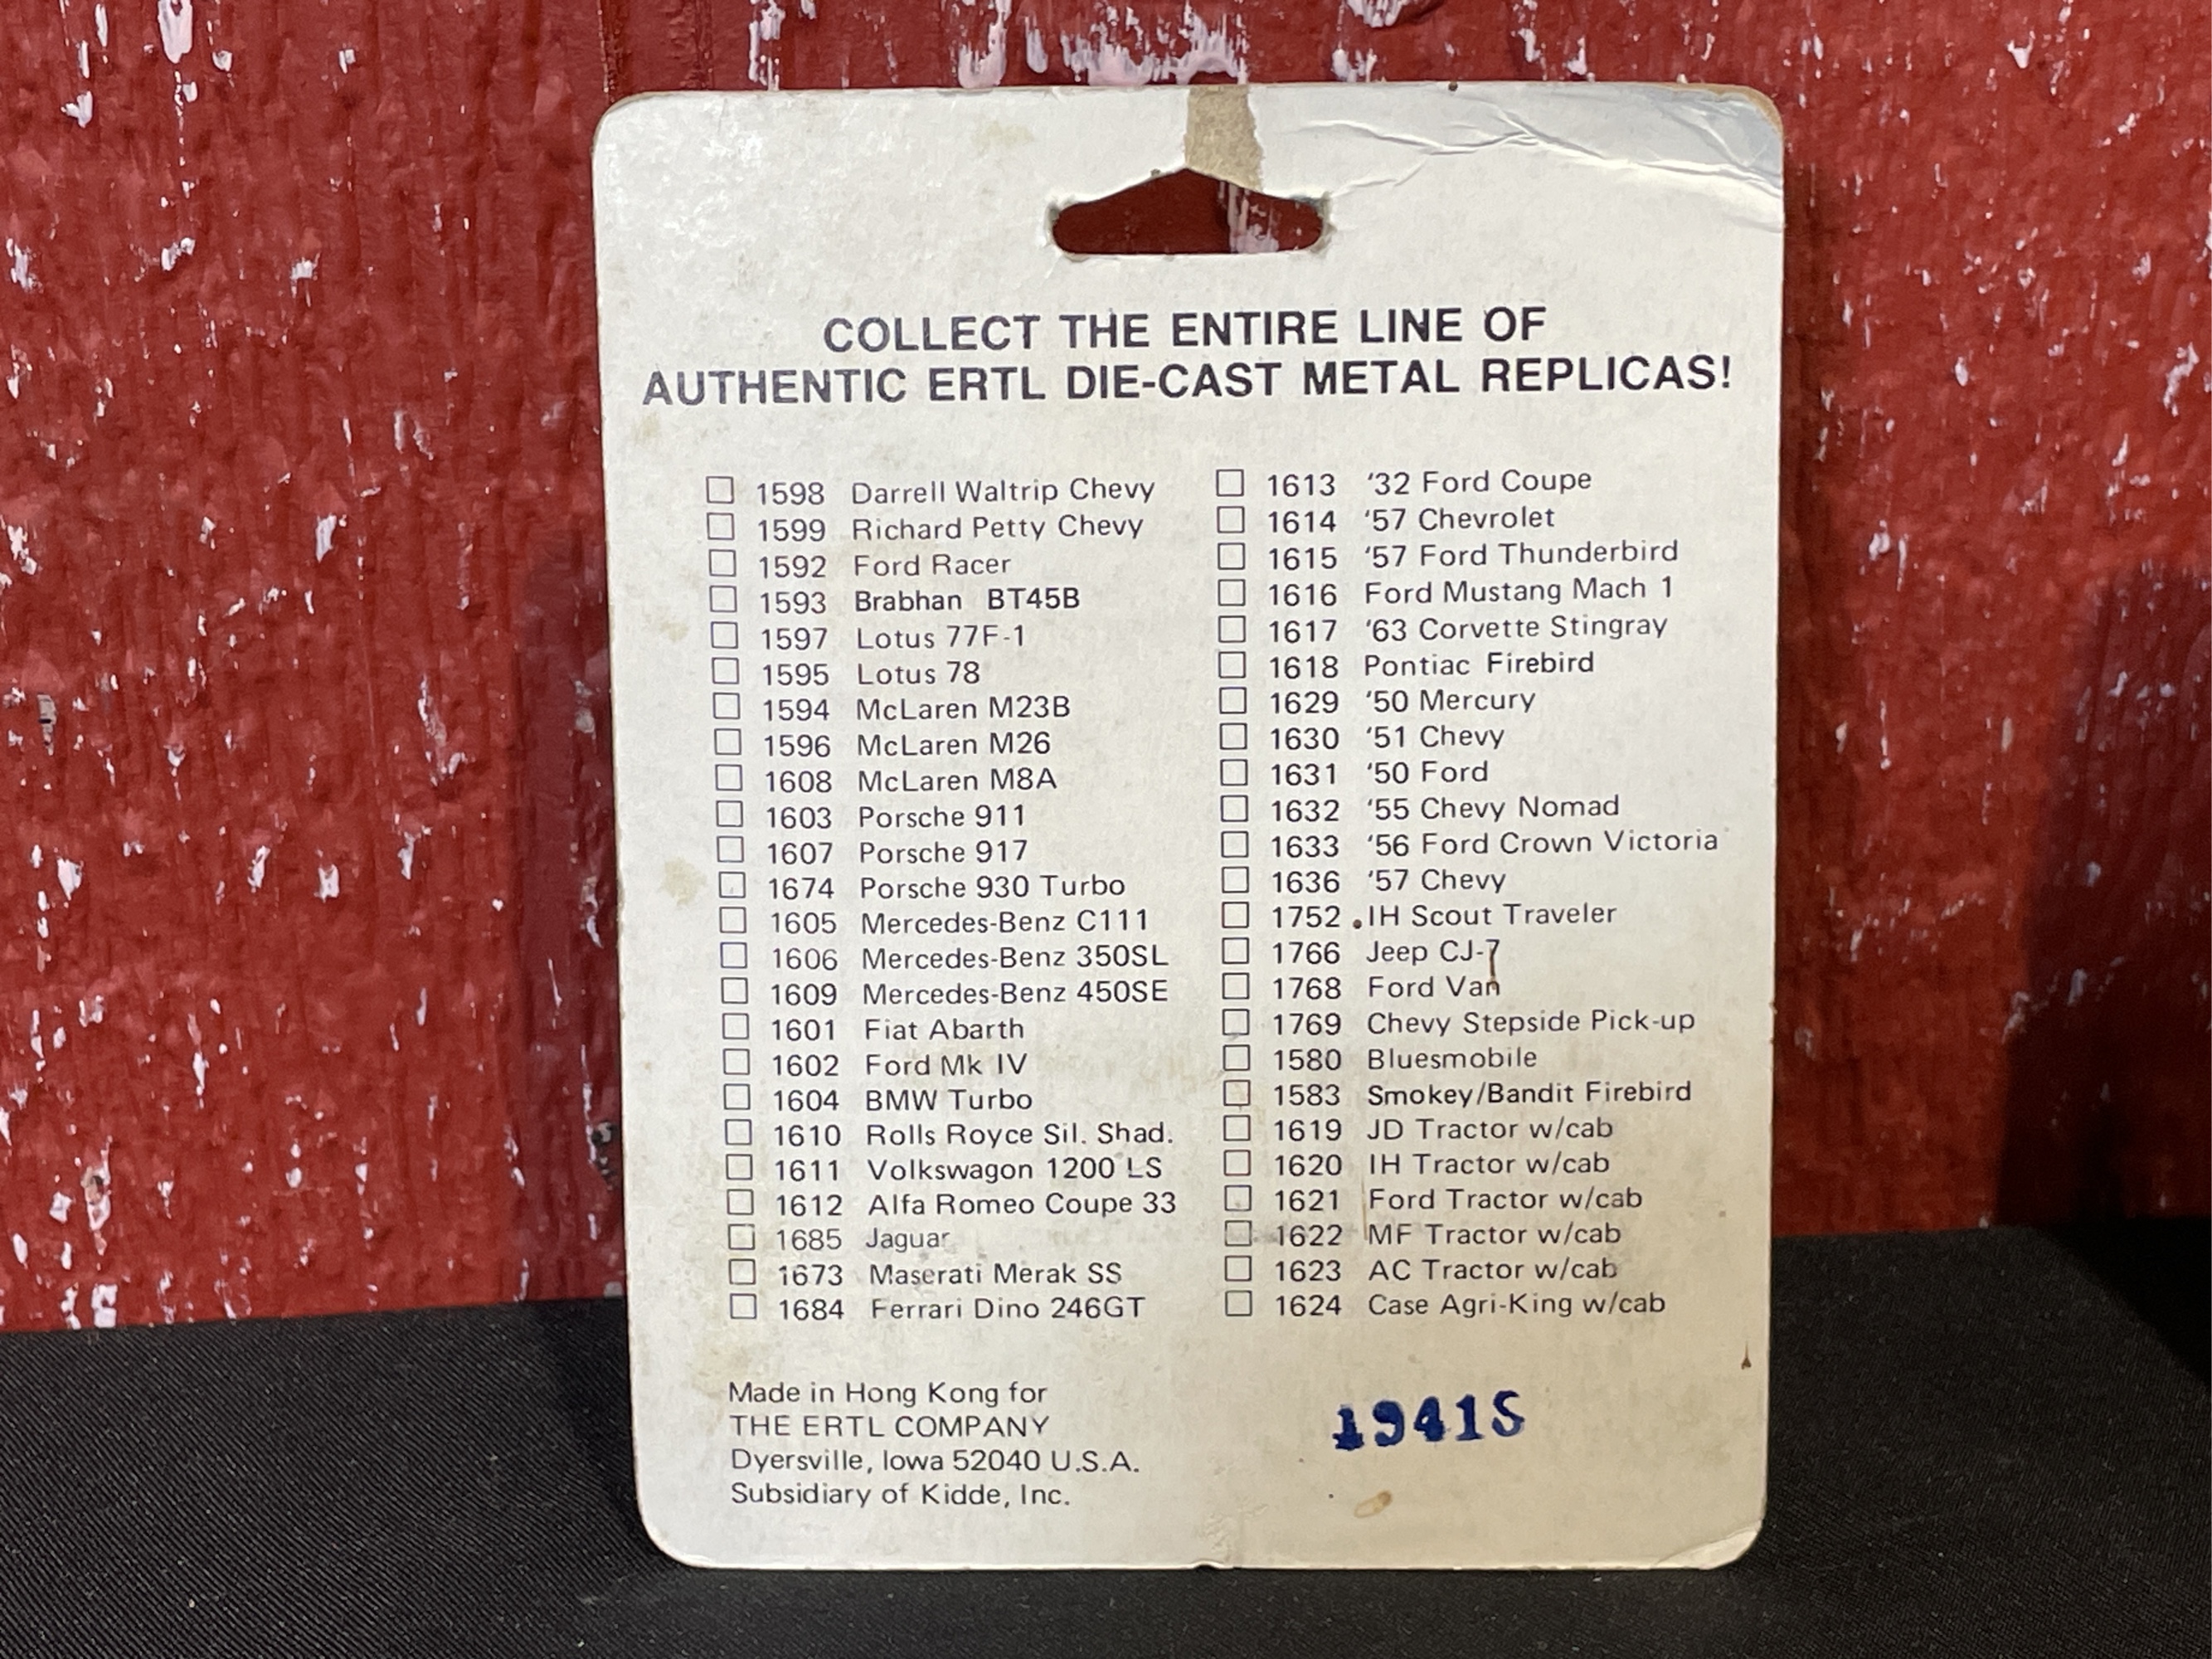 COLLECT THE ENTIRE LINE OF
AUTHENTIC ERTL DIE-CAST METAL REPLICAS!
1598 Darrell Waltrip Chevy
1599 Richard Petty Chevy
1592 Ford Racer
1593 Brabhan BT45B
1597 Lotus 77F-1
1595 Lotus 78
1594 McLaren M23B
1596 McLaren M26
1608 McLaren M8A
1603 Porsche 911
1607 Porsche 917
1674 Porsche 930 Turbo
1605 Mercedes-Benz C111
1606 Mercedes-Benz 350SL
1609 Mercedes-Benz 450SE
1601 Fiat Abarth
1602 Ford Mk IV
1604 BMW Turbo
1610 Rolls Royce Sil. Shad.
1611 Volkswagon 1200 LS
1612 Alfa Romeo Coupe 33
1685 Jaguar
1673 Maserati Merak SS
1684 Ferrari Dino 246GT
1613 '32 Ford Coupe
1614 '57 Chevrolet
1615 '57 Ford Thunderbird
1616 Ford Mustang Mach 1
1617 '63 Corvette Stingray
1618 Pontiac Firebird
1629 '50 Mercury
1630 '51 Chevy
1631 '50 Ford
1632 '55 Chevy Nomad
1633 '56 Ford Crown Victoria
1636 '57 Chevy
1752 IH Scout Traveler
1766 Jeep CJ-7
1768 Ford Van
1769 Chevy Stepside Pick-up
1580 Bluesmobile
1583 Smokey/Bandit Firebird
1619 JD Tractor w/cab
1620 IH Tractor w/cab
1621 Ford Tractor w/cab
1622 MF Tractor w/cab
1623 AC Tractor w/cab
1624 Case Agri-King w/cab
Made in Hong Kong for
THE ERTL COMPANY
Dyersville, Iowa 52040 U.S.A.
Subsidiary of Kidde, Inc.
1941S